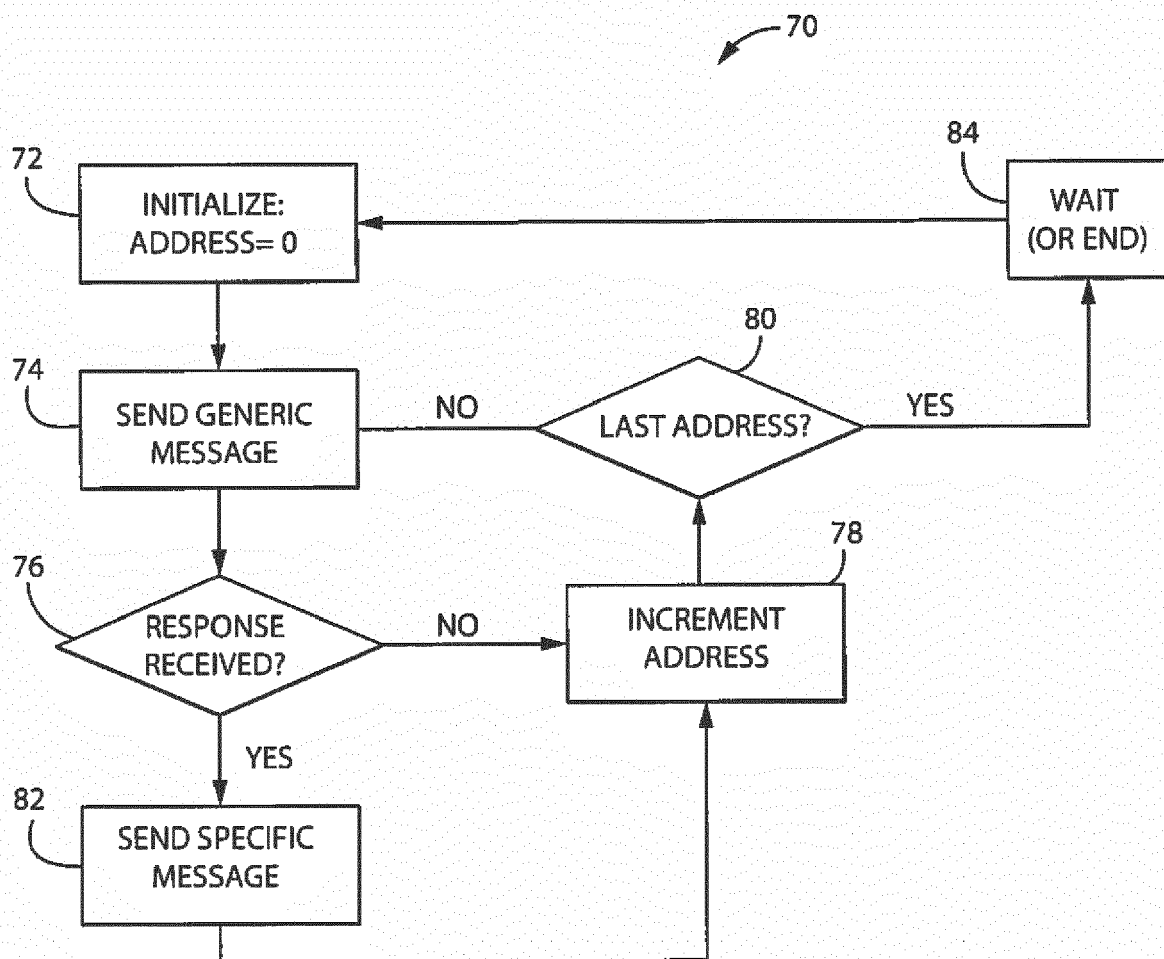 70
72
INITIALIZE:
ADDRESS= 0
84
WAIT
(OR END)
74
SEND GENERIC
MESSAGE
NO
80
LAST ADDRESS?
YES
76
RESPONSE
RECEIVED?
NO
78
INCREMENT
ADDRESS
YES
82
SEND SPECIFIC
MESSAGE